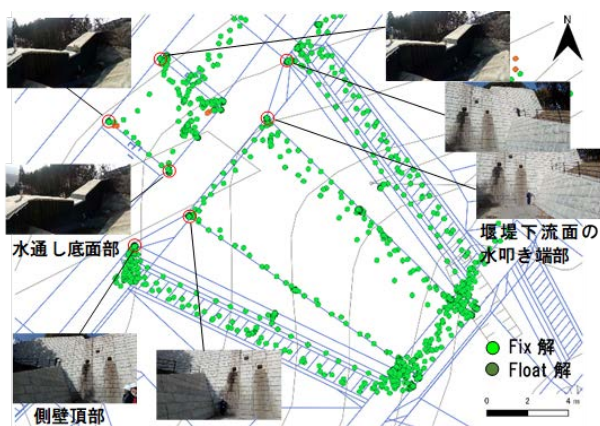 N
水通し底面部
堰堤下流面の
水叩き端部
側壁頂部
Fix 解
Float 解
0 2 4 m